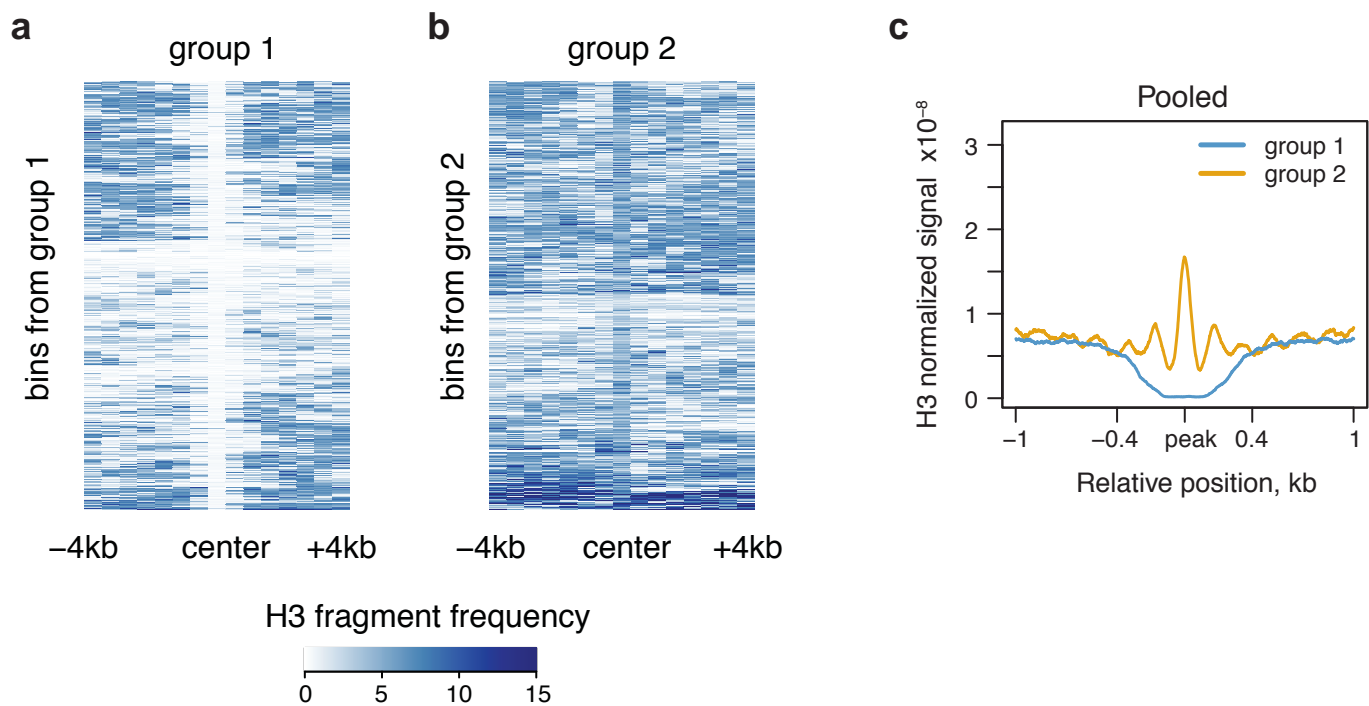 a
group 1
bins from group 1
−4kb center +4kb
b
group 2
bins from group 2
−4kb center +4kb
H3 fragment frequency
0 5 10 15
c
Pooled
H3 normalized signal x10⁻⁸
3
2
1
0
group 1
group 2
−1 −0.4 peak 0.4 1
Relative position, kb